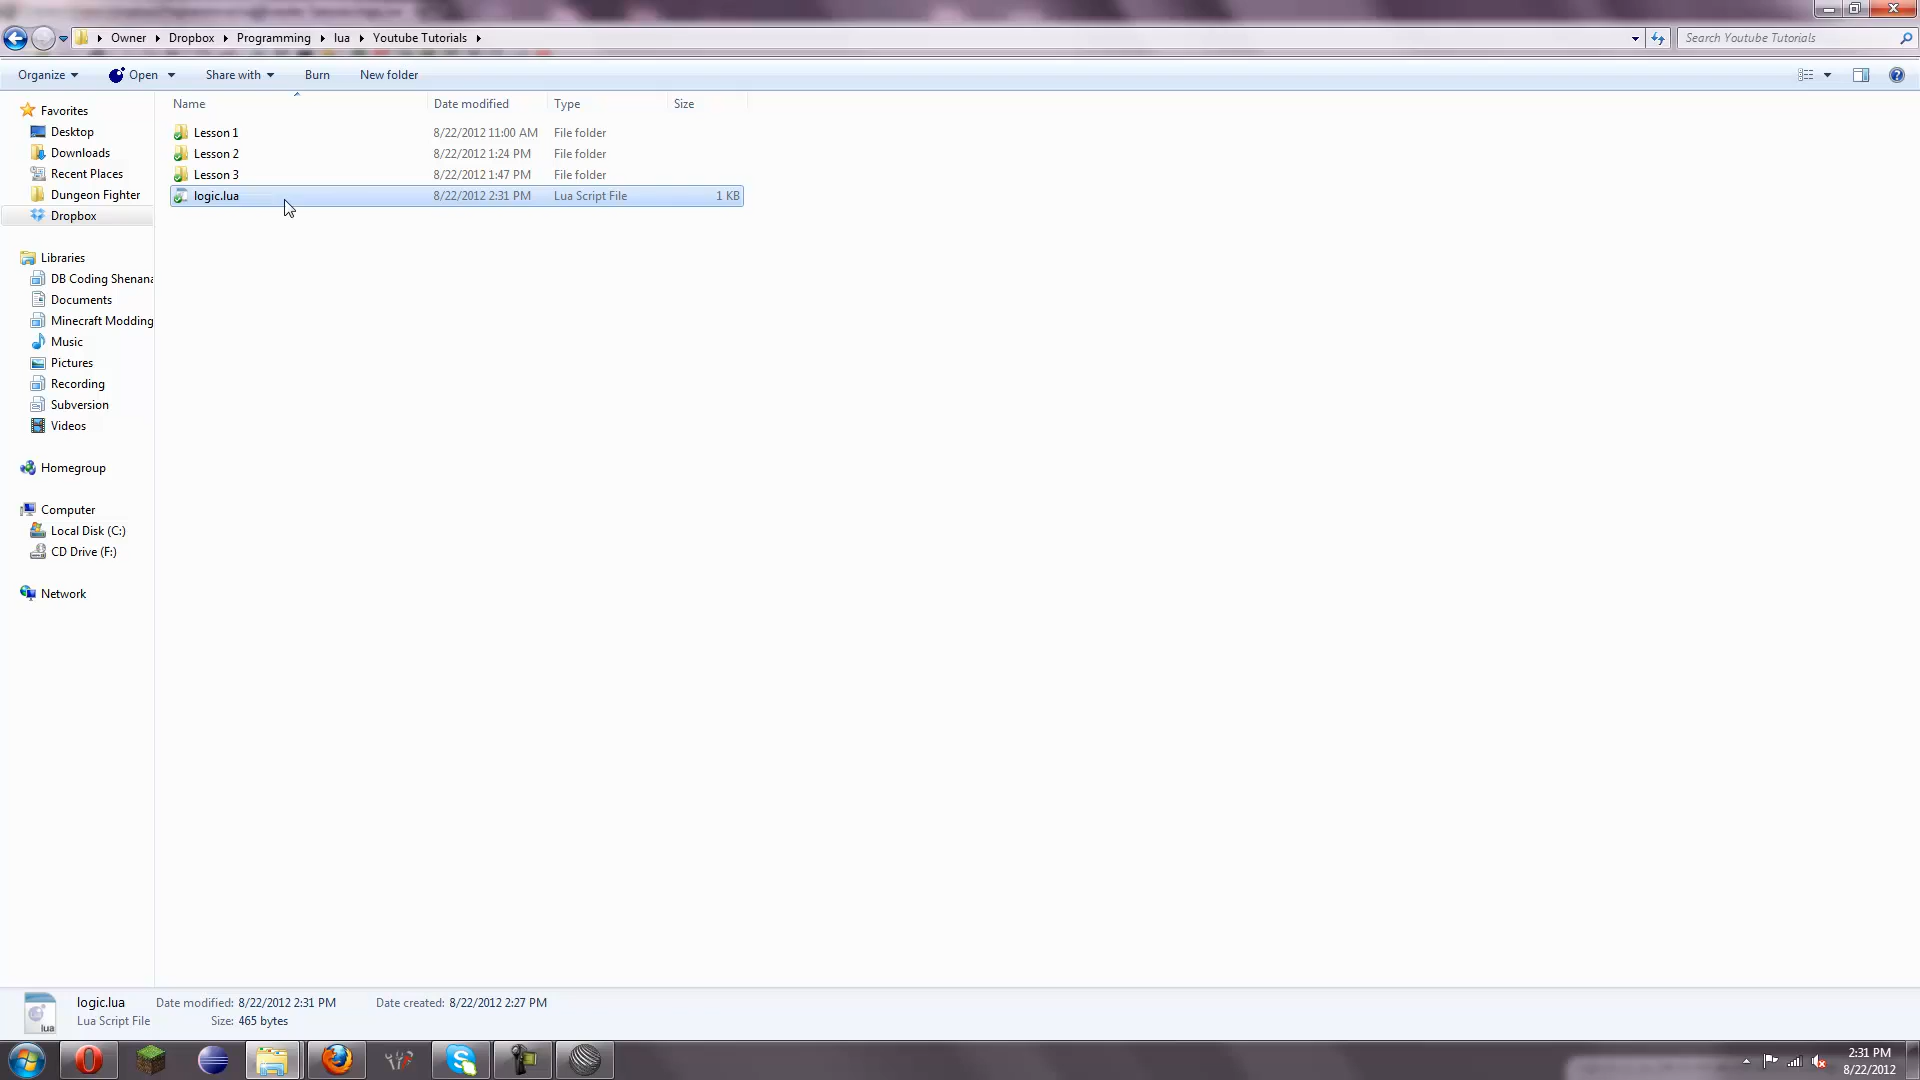 Owner Dropbox Programming lua Youtube Tutorials
Search Youtube Tutorials
Organize Open Share with Burn New folder
Name Date modified Type Size
Favorites
Desktop
Downloads
Recent Places
Dungeon Fighter
Dropbox
Libraries
DB Coding Shenana
Documents
Minecraft Modding
Music
Pictures
Recording
Subversion
Videos
Homegroup
Computer
Local Disk (C:)
CD Drive (F:)
Network
Lesson 1 8/22/2012 11:00 AM File folder
Lesson 2 8/22/2012 1:24 PM File folder
Lesson 3 8/22/2012 1:47 PM File folder
logic.lua 8/22/2012 2:31 PM Lua Script File 1 KB
logic.lua Date modified: 8/22/2012 2:31 PM Date created: 8/22/2012 2:27 PM
Lua Script File Size: 465 bytes
lua
2:31 PM
8/22/2012